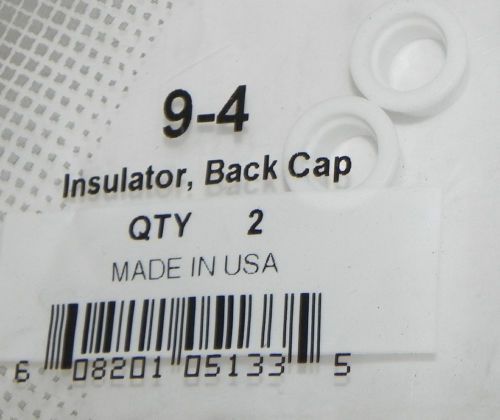 9-4
Insulator, Back Cap
QTY 2
MADE IN USA
6 08201 05133 5